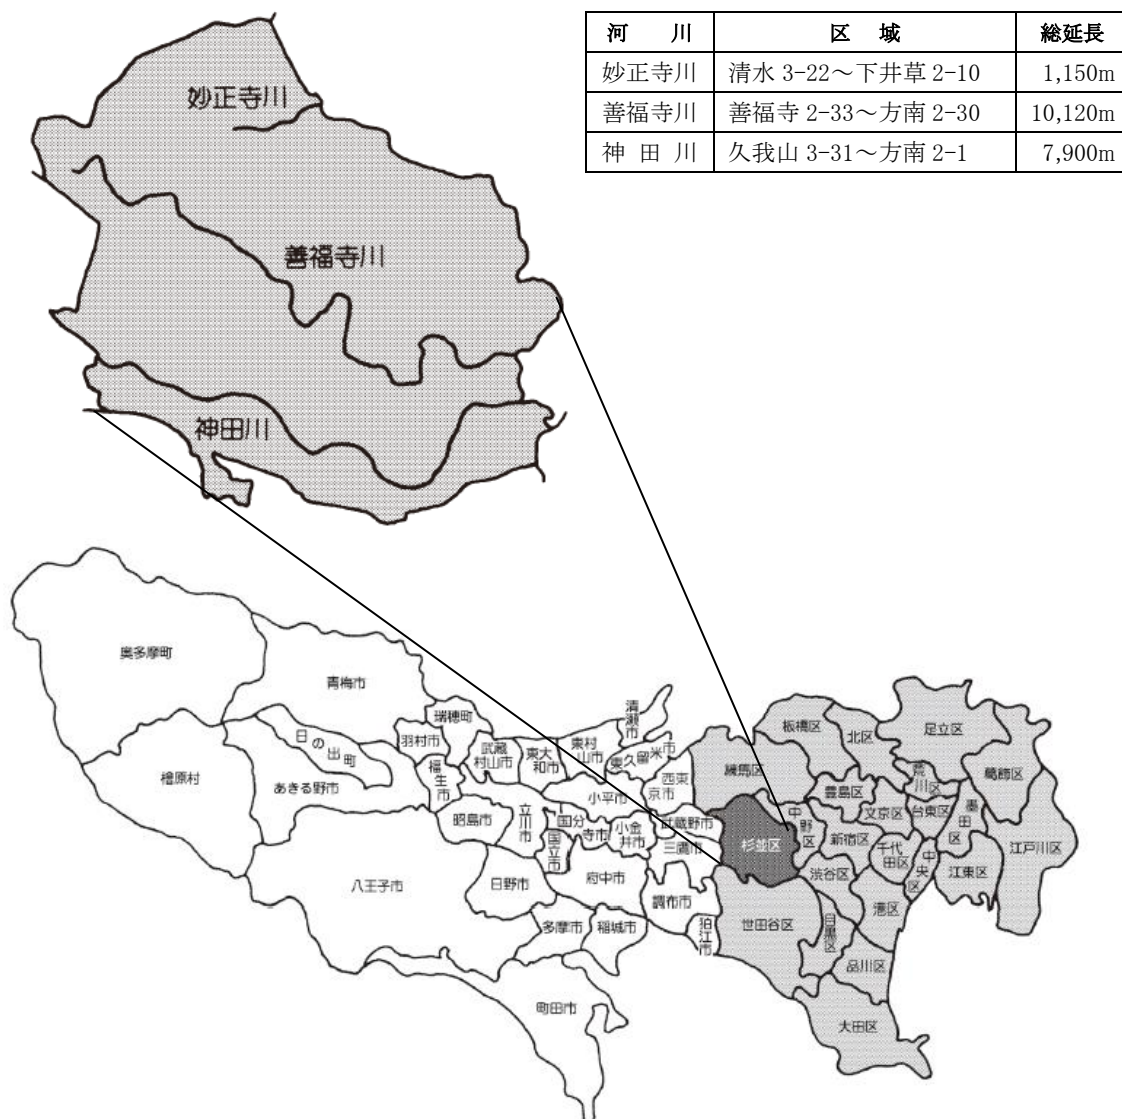 河 川 区 域 総延長
妙正寺川 清水 3-22～下井草 2-10 1,150m
善福寺川 善福寺 2-33～方南 2-30 10,120m
神 田 川 久我山 3-31～方南 2-1 7,900m
妙正寺川
善福寺川
神田川
奥多摩町
青梅市
瑞穂町
清瀬市
日の出町
羽村市
武蔵村山市
東大和市
東村山市
東久留米市
西東京市
練馬区
板橋区
北区
足立区
葛飾区
荒川区
檜原村
あきる野市
福生市
昭島市
立川市
小平市
国分寺市
国立市
小金井市
武蔵野市
三鷹市
杉並区
中野区
豊島区
文京区
台東区
墨田区
新宿区
千代田区
中央区
江東区
江戸川区
渋谷区
港区
八王子市
日野市
府中市
調布市
狛江市
多摩市
稲城市
世田谷区
目黒区
品川区
大田区
町田市